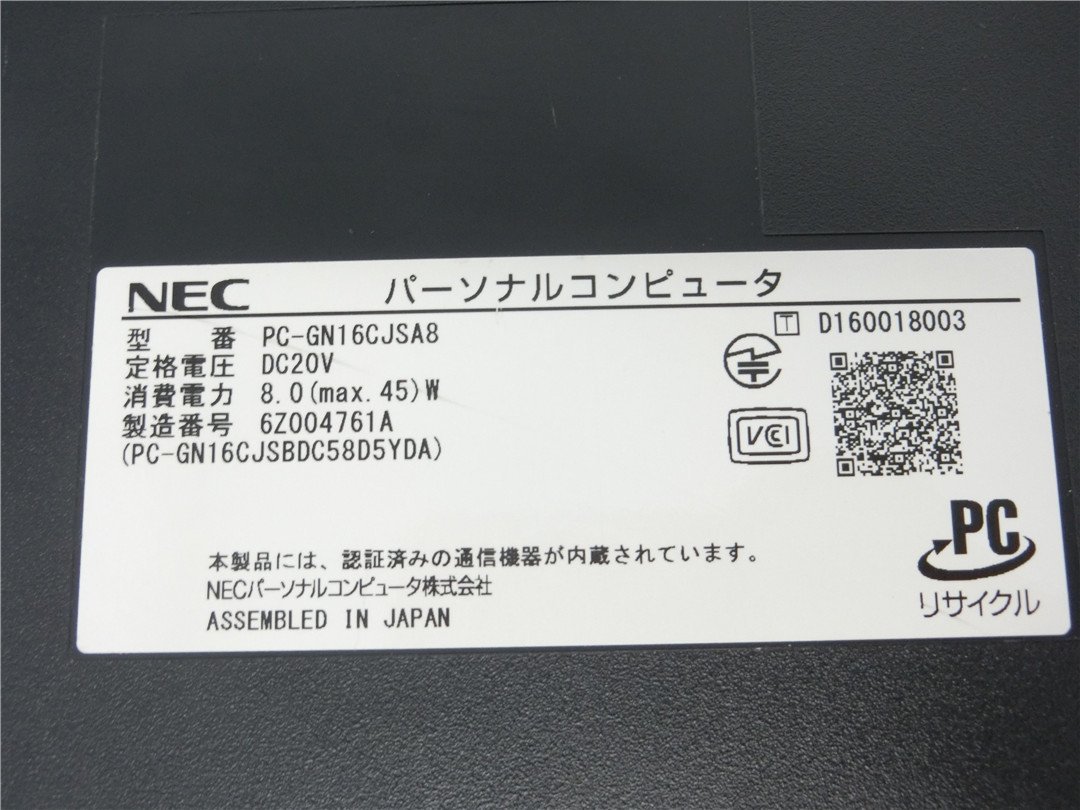 NEC パーソナルコンピュータ
型 番 PC-GN16CJSA8
定格電圧 DC20V
消費電力 8.0(max.45)W
製造番号 6Z004761A
(PC-GN16CJSBDC58D5YDA)
T D160018003
VCI
本製品には、認証済みの通信機器が内蔵されています。
NECパーソナルコンピュータ株式会社
ASSEMBLED IN JAPAN
PC
リサイクル